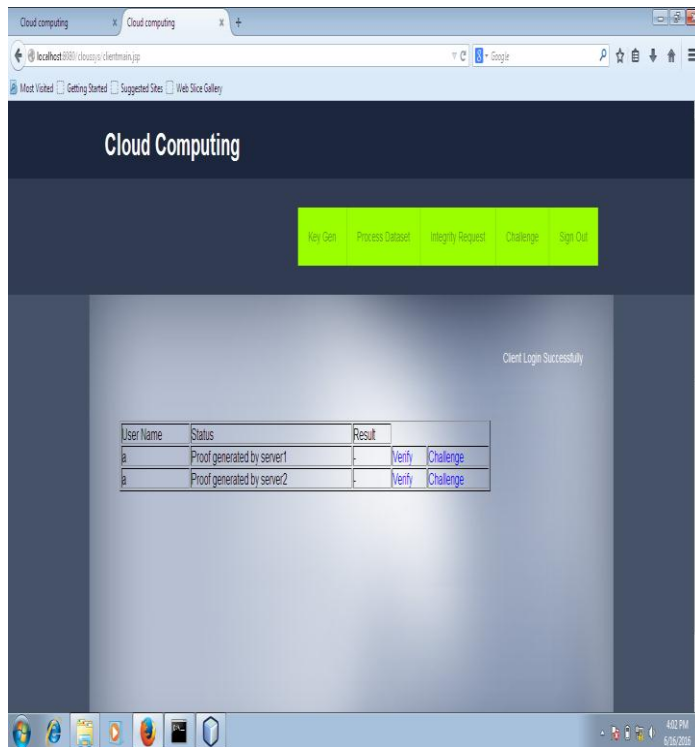 Cloud computing x Cloud computing x +
localhost:8080/cloudsys/clientmain.jsp Google
Most Visited Getting Started Suggested Sites Web Slice Gallery
Cloud Computing
Key Gen Process Dataset Integrity Request Challenge Sign Out
Client Login Successfully
User Name Status Result
a Proof generated by server1 - Verify Challenge
a Proof generated by server2 - Verify Challenge
4:02 PM
6/16/2016